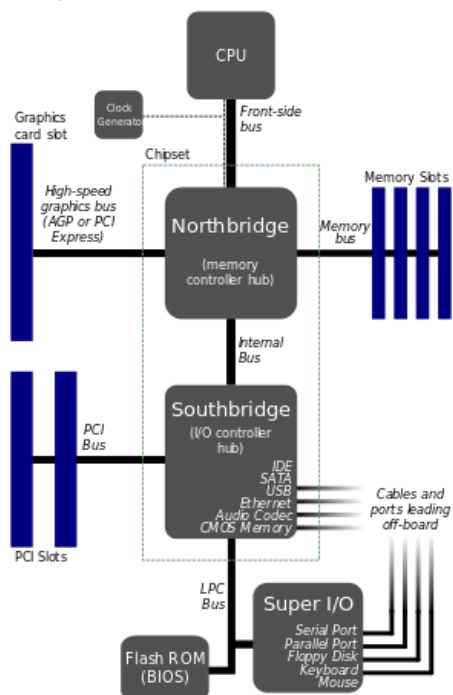 CPU
Clock
Generator
Front-side
bus
Graphics
card slot
Chipset
Memory Slots
High-speed
graphics bus
(AGP or PCI
Express)
Northbridge
(memory
controller hub)
Memory
bus
Internal
Bus
Southbridge
(I/O controller
hub)
PCI
Bus
IDE
SATA
USB
Ethernet
Audio Codec
CMOS Memory
Cables and
ports leading
off-board
PCI Slots
LPC
Bus
Super I/O
Serial Port
Parallel Port
Floppy Disk
Keyboard
Mouse
Flash ROM
(BIOS)